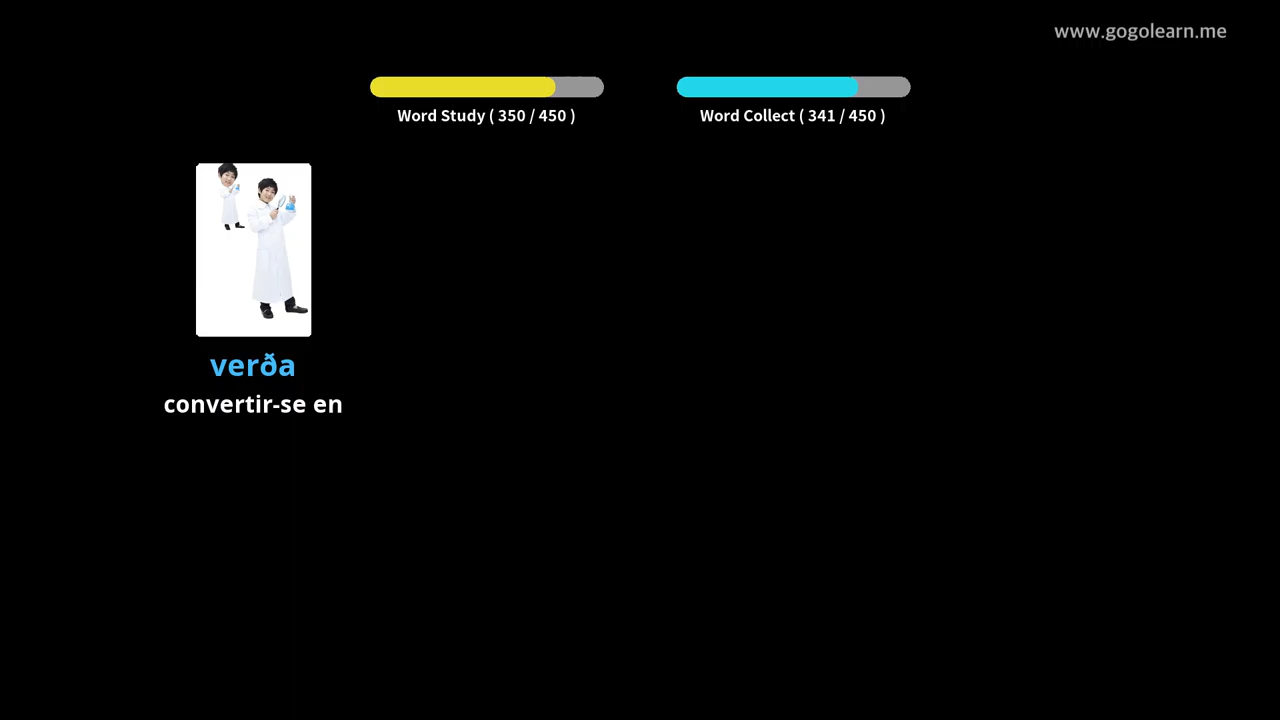 www.gogolearn.me
Word Study ( 350 / 450 )
Word Collect ( 341 / 450 )
verða
convertir-se en